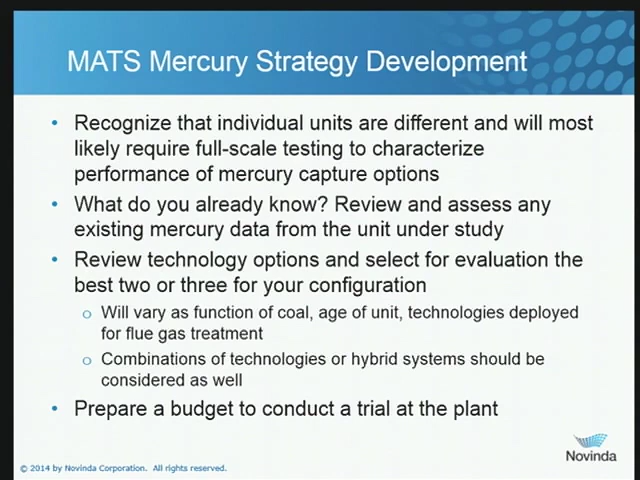 MATS Mercury Strategy Development
• Recognize that individual units are different and will most
likely require full-scale testing to characterize
performance of mercury capture options
• What do you already know? Review and assess any
existing mercury data from the unit under study
• Review technology options and select for evaluation the
best two or three for your configuration
o Will vary as function of coal, age of unit, technologies deployed
for flue gas treatment
o Combinations of technologies or hybrid systems should be
considered as well
• Prepare a budget to conduct a trial at the plant
Novinda
© 2014 by Novinda Corporation. All rights reserved.